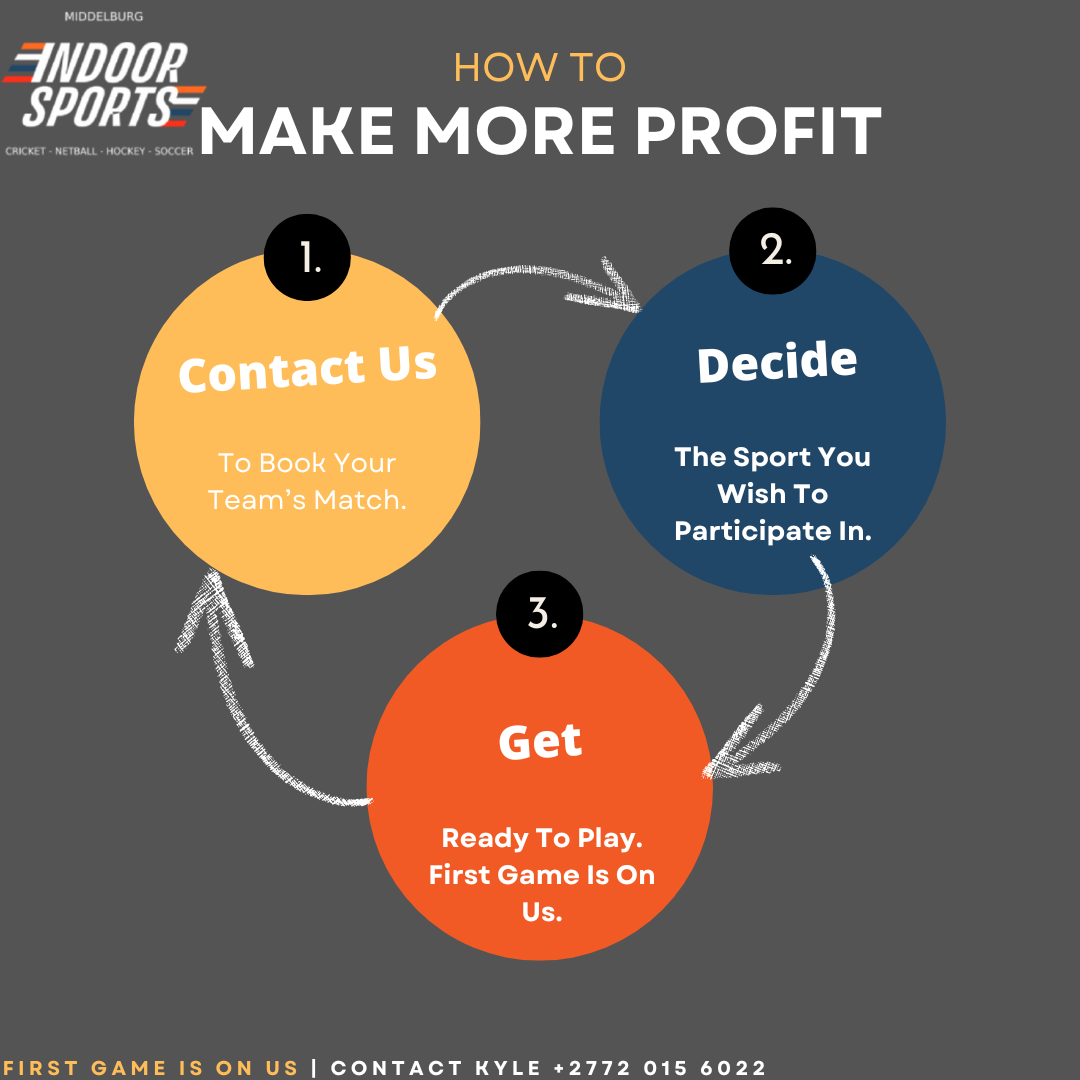 MIDDELBURG
INDOOR
SPORTS
CRICKET - NETBALL - HOCKEY - SOCCER
HOW TO
MAKE MORE PROFIT
1.
Contact Us
To Book Your
Team's Match.
2.
Decide
The Sport You
Wish To
Participate In.
3.
Get
Ready To Play.
First Game Is On
Us.
FIRST GAME IS ON US | CONTACT KYLE +2772 015 6022